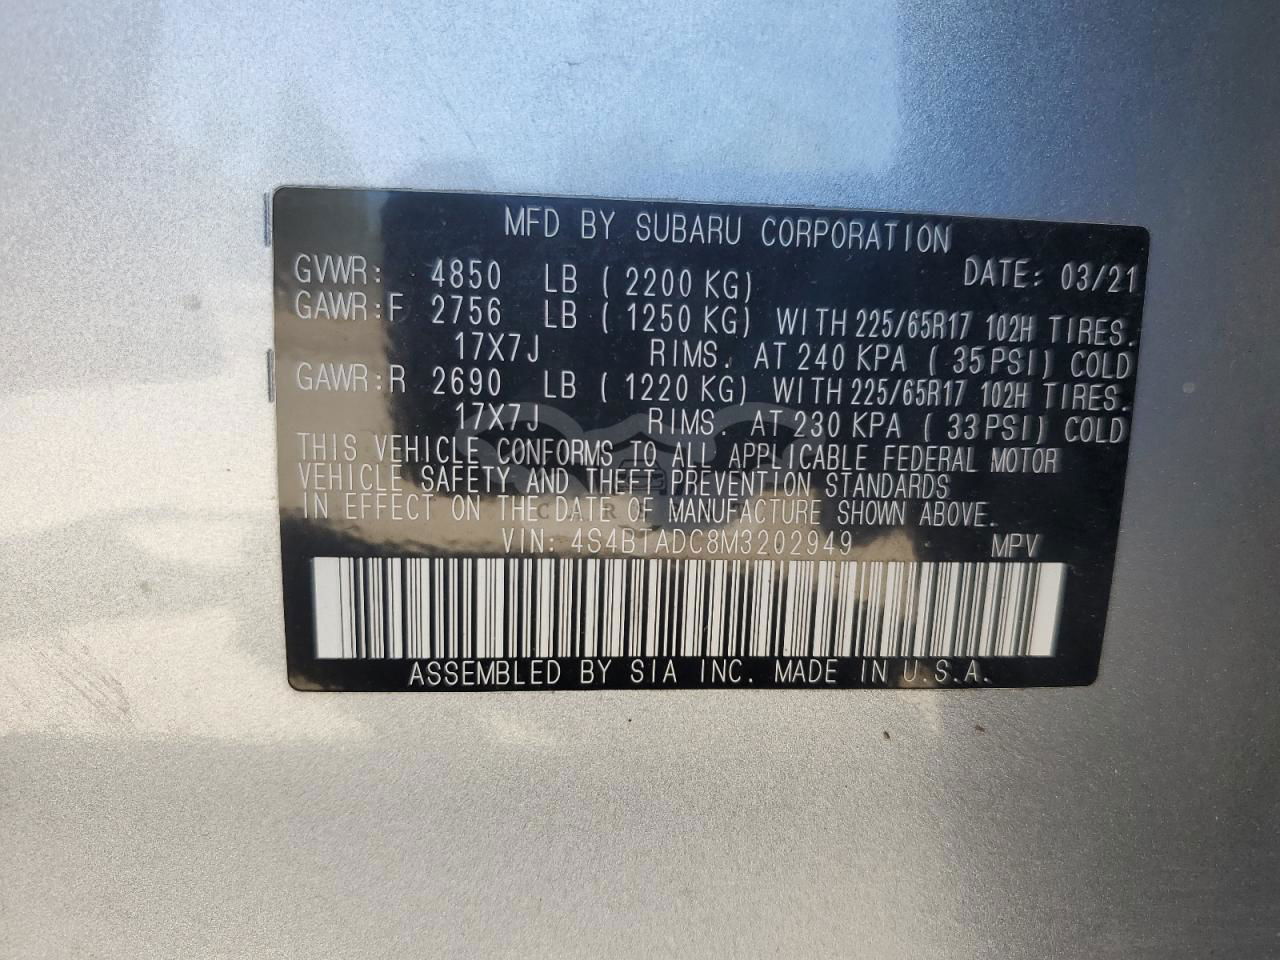 MFD BY SUBARU CORPORATION
GVWR: 4850 LB ( 2200 KG) DATE: 03/21
GAWR:F 2756 LB ( 1250 KG) WITH 225/65R17 102H TIRES.
17X7J RIMS. AT 240 KPA ( 35PSI) COLD
GAWR:R 2690 LB ( 1220 KG) WITH 225/65R17 102H TIRES.
17X7J RIMS. AT 230 KPA ( 33PSI) COLD
THIS VEHICLE CONFORMS TO ALL APPLICABLE FEDERAL MOTOR
VEHICLE SAFETY AND THEFT PREVENTION STANDARDS
IN EFFECT ON THE DATE OF MANUFACTURE SHOWN ABOVE.
VIN: 4S4BTADC8M3202949 MPV
ASSEMBLED BY SIA INC. MADE IN U.S.A.